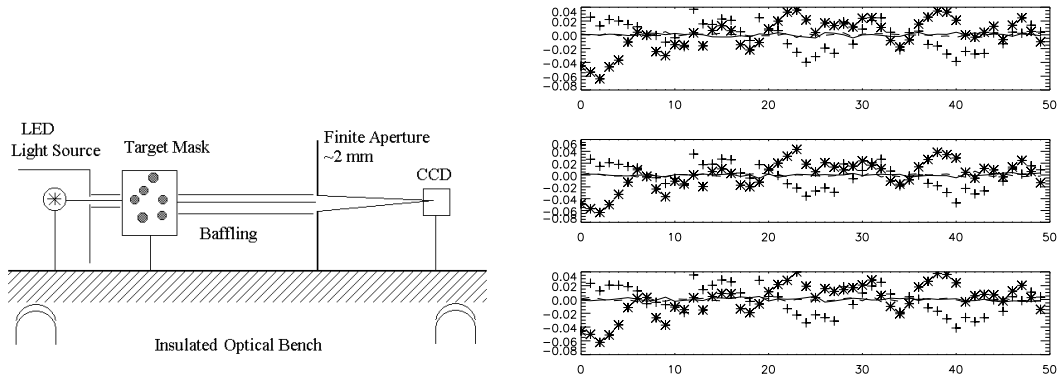 LED
Light Source
Target Mask
Finite Aperture
~2 mm
CCD
Baffling
Insulated Optical Bench
0.04
0.02
0.00
-0.02
-0.04
-0.06
-0.08
0 10 20 30 40 50
0.06
0.04
0.02
0.00
-0.02
-0.04
-0.06
-0.08
0 10 20 30 40 50
0.04
0.02
0.00
-0.02
-0.04
-0.06
-0.08
0 10 20 30 40 50